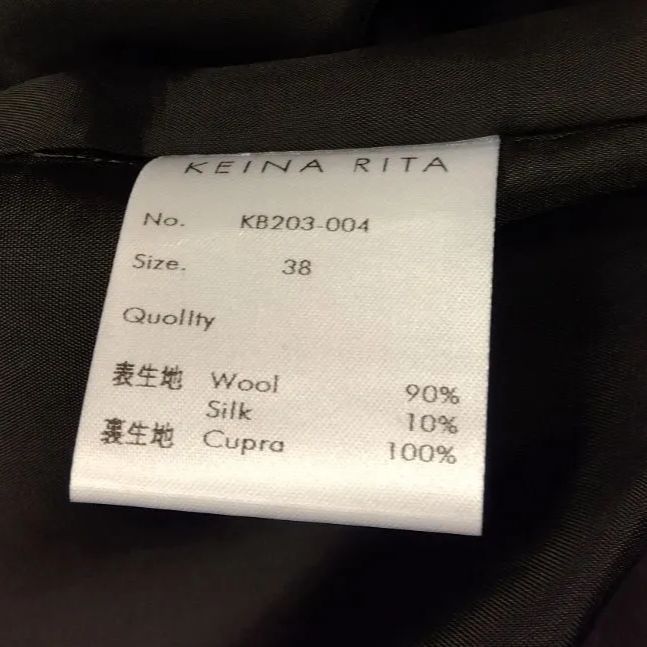 KEINA RITA
No. KB203-004
Size. 38
Quollty
表生地 Wool 90%
Silk 10%
裏生地 Cupra 100%